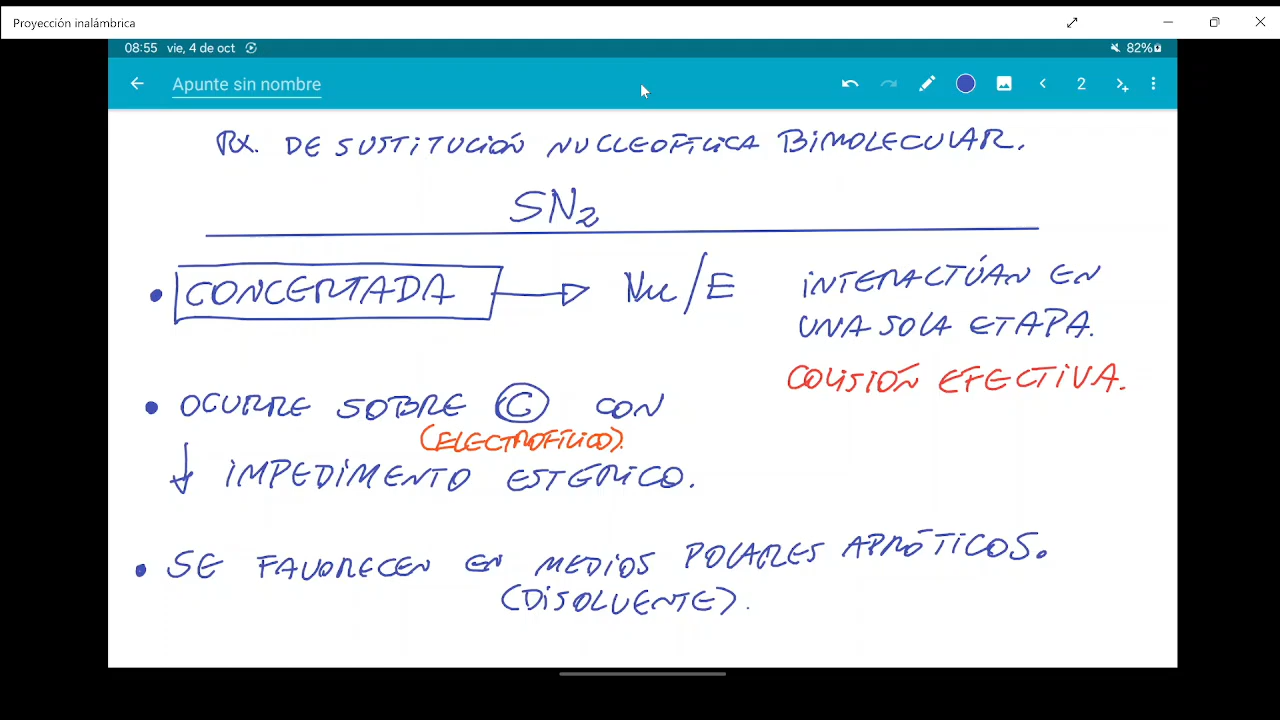 Proyección inalámbrica
08:55 vie, 4 de oct 82%
Apunte sin nombre 2
RX. DE SUSTITUCIÓN NUCLEOFÍLICA BIMOLECULAR.
SN2
• CONCERTADA → Nu/E INTERACTÚAN EN
UNA SOLA ETAPA.
COLISIÓN EFECTIVA.
• OCURRE SOBRE C CON
(ELECTROFÍLICO).
↓ IMPEDIMENTO ESTÉRICO.
• SE FAVORECEN EN MEDIOS POLARES APRÓTICOS.
(DISOLVENTE).